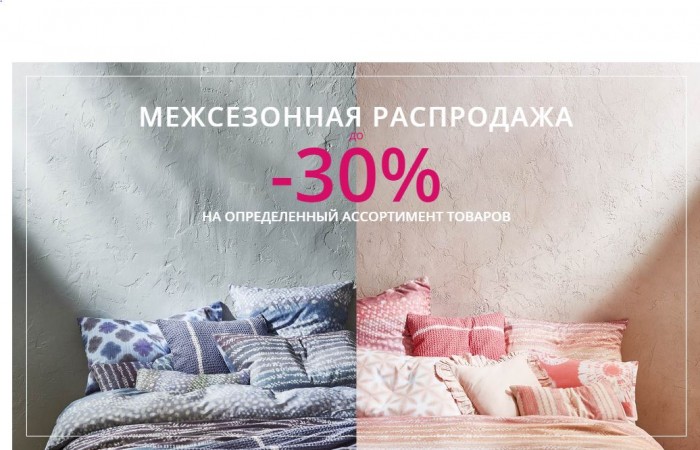 МЕЖСЕЗОННАЯ РАСПРОДАЖА
ДО
-30%
НА ОПРЕДЕЛЕННЫЙ АССОРТИМЕНТ ТОВАРОВ